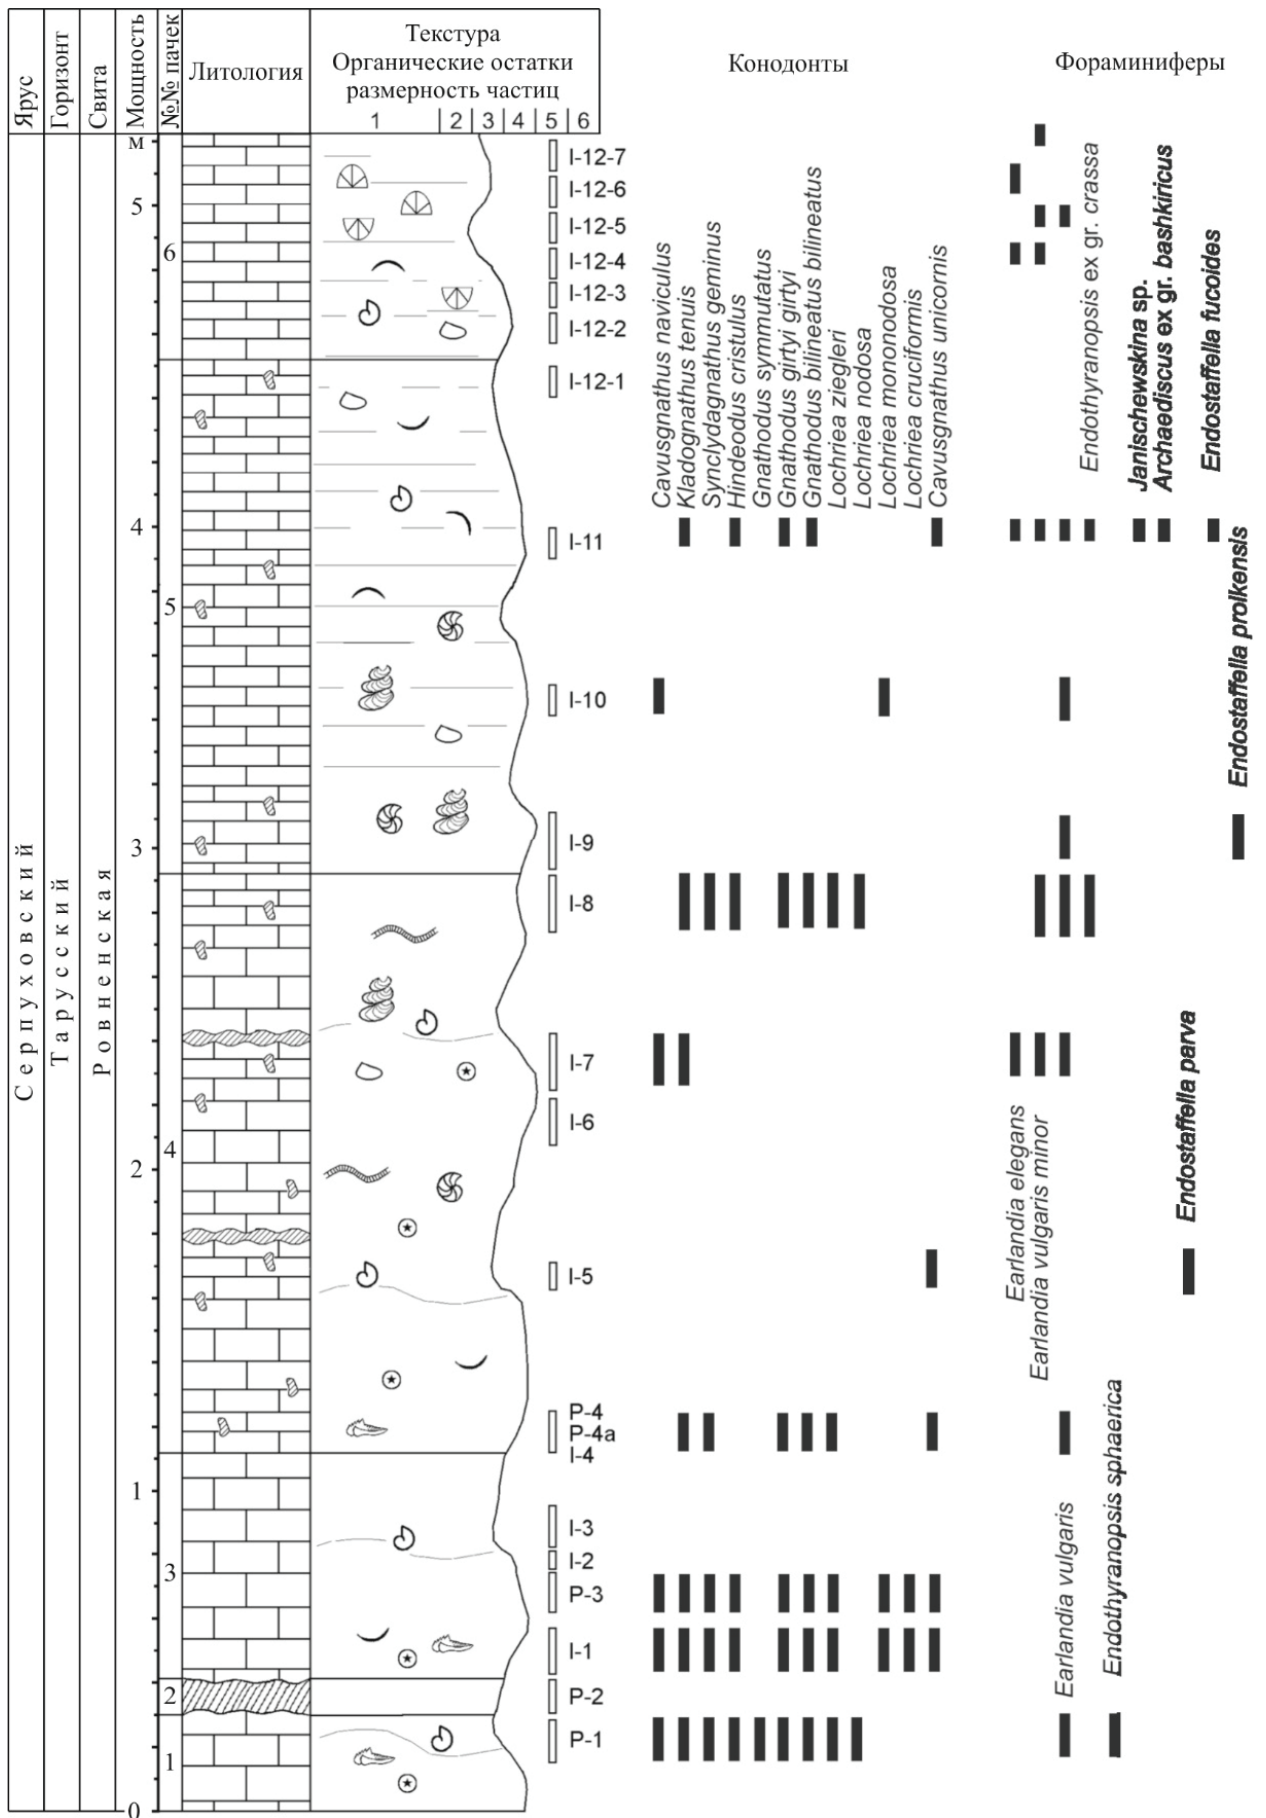 Ярус
Горизонт
Свита
Мощность
№№ пачек
Литология
Текстура
Органические остатки
размерность частиц
1 2 3 4 5 6
Конодонты
Фораминиферы
м
5
4
3
2
1
0
Серпуховский
Тарусский
Ровненская
6
5
4
3
2
1
I-12-7
I-12-6
I-12-5
I-12-4
I-12-3
I-12-2
I-12-1
I-11
I-10
I-9
I-8
I-7
I-6
I-5
P-4
P-4a
I-4
I-3
I-2
P-3
I-1
P-2
P-1
Cavusgnathus naviculus
Kladognathus tenuis
Synclydagnathus geminus
Hindeodus cristulus
Gnathodus symmutatus
Gnathodus girtyi girtyi
Gnathodus bilineatus bilineatus
Lochriea ziegleri
Lochriea nodosa
Lochriea mononodosa
Lochriea cruciformis
Cavusgnathus unicornis
Earlandia elegans
Earlandia vulgaris minor
Earlandia vulgaris
Endothyranopsis ex gr. crassa
Endothyranopsis sphaerica
Janischewskina sp.
Archaediscus ex gr. bashkiricus
Endostaffella parva
Endostaffella fucoides
Endostaffella prolkensis